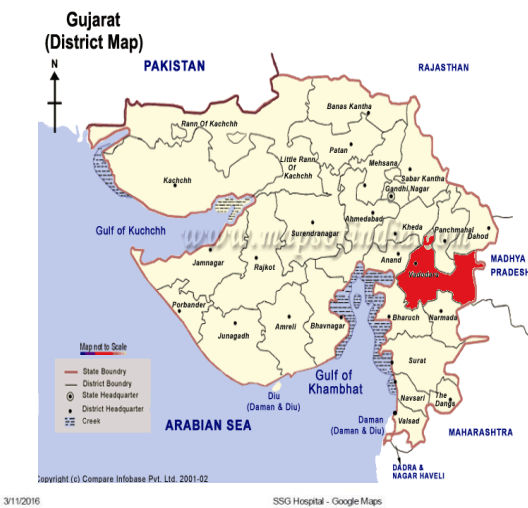 Gujarat
(District Map)
N
PAKISTAN
RAJASTHAN
Banas Kantha
Rann Of Kachchh
Patan
Mehsana
Little Rann
Of
Kachchh
Sabar Kantha
Kachchh
Gandhi Nagar
Ahmedabad
Gulf of Kuchchh
www.mapsofindia.com
Surendranagar
Kheda
Panchmahal
Dahod
Anand
MADHYA
PRADESH
Jamnagar
Rajkot
Vadodara
Porbander
Junagadh
Amreli
Bhavnagar
Bharuch
Narmada
Map not to Scale
State Boundry
District Boundry
State Headquarter
District Headquarter
Creek
Surat
Gulf of
Khambhat
Navsari
The
Dangs
Diu
(Daman & Diu)
Daman
(Daman & Diu)
Valsad
ARABIAN SEA
MAHARASHTRA
DADRA &
NAGAR HAVELI
Copyright (c) Compare Infobase Pvt. Ltd. 2001-02
3/11/2016
SSG Hospital - Google Maps